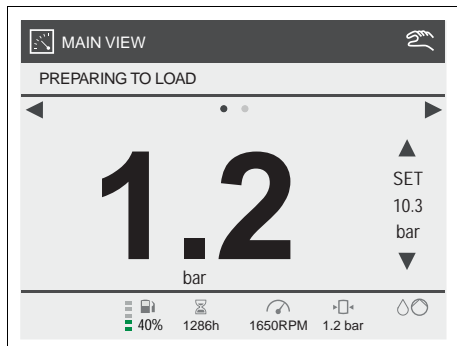 MAIN VIEW
PREPARING TO LOAD
1.2
bar
SET
10.3
bar
40% 1286h 1650RPM 1.2 bar